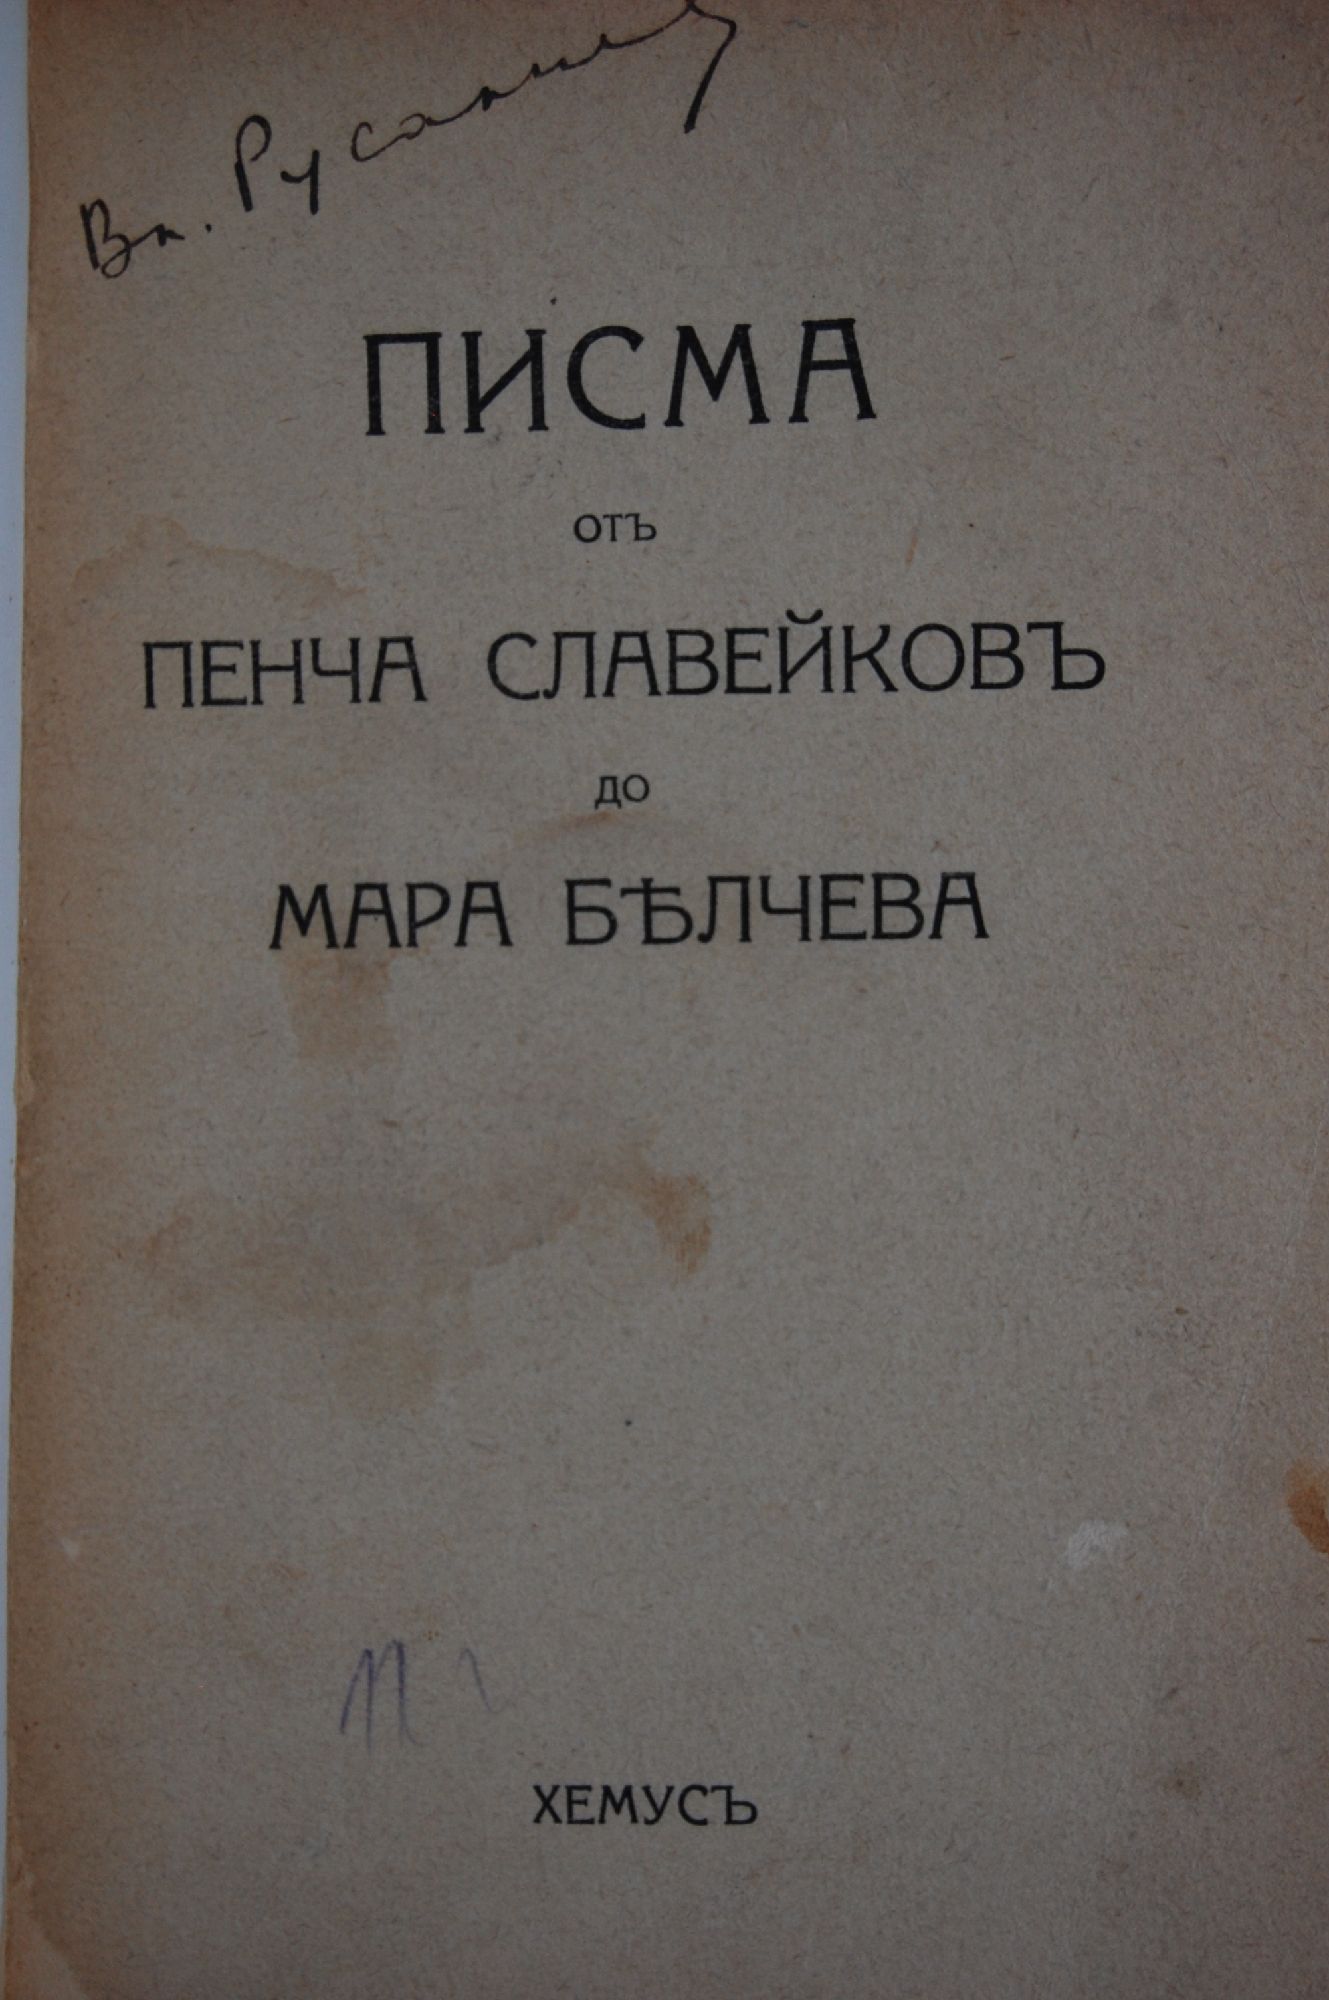 Вл. Русалиев
ПИСМА
отъ
ПЕНЧА СЛАВЕЙКОВЪ
до
МАРА БѢЛЧЕВА
ХЕМУСЪ